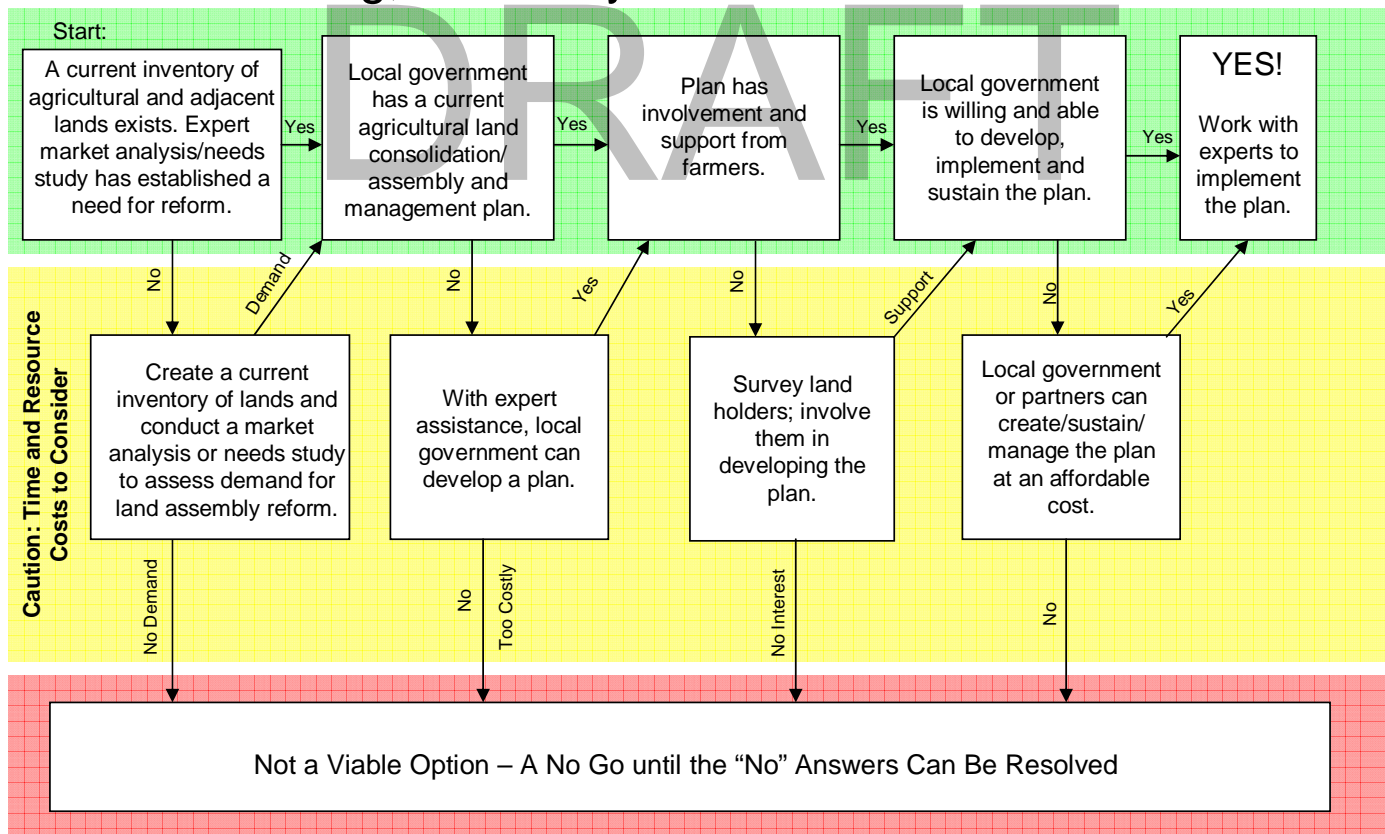 DRAFT
Start:
A current inventory of
agricultural and adjacent
lands exists. Expert
market analysis/needs
study has established a
need for reform.
Yes
Local government
has a current
agricultural land
consolidation/
assembly and
management plan.
Yes
Plan has
involvement and
support from
farmers.
Yes
Local government
is willing and able
to develop,
implement and
sustain the plan.
Yes
YES!
Work with
experts to
implement
the plan.
No
Demand
No
Yes
No
Support
No
Yes
Caution: Time and Resource
Costs to Consider
Create a current
inventory of lands and
conduct a market
analysis or needs study
to assess demand for
land assembly reform.
With expert
assistance, local
government can
develop a plan.
Survey land
holders; involve
them in
developing the
plan.
Local government
or partners can
create/sustain/
manage the plan
at an affordable
cost.
No Demand
No
Too Costly
No Interest
No
Not a Viable Option – A No Go until the “No” Answers Can Be Resolved